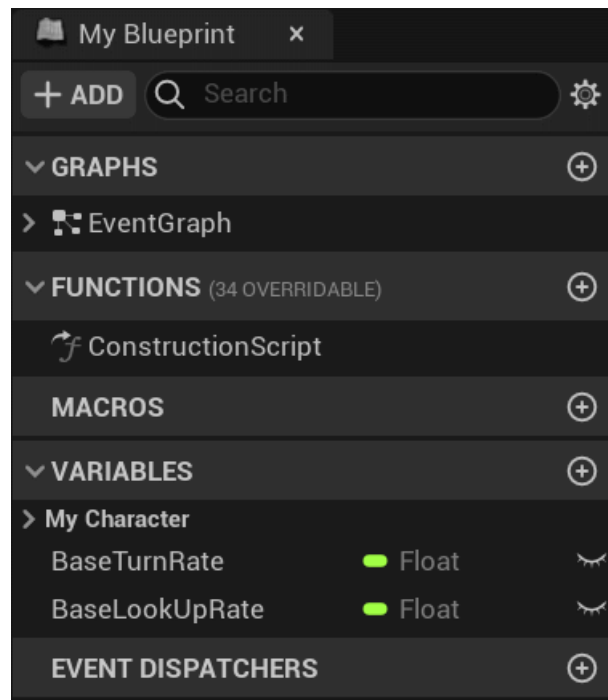 My Blueprint
ADD Search
GRAPHS
EventGraph
FUNCTIONS (34 OVERRIDABLE)
ConstructionScript
MACROS
VARIABLES
My Character
BaseTurnRate Float
BaseLookUpRate Float
EVENT DISPATCHERS